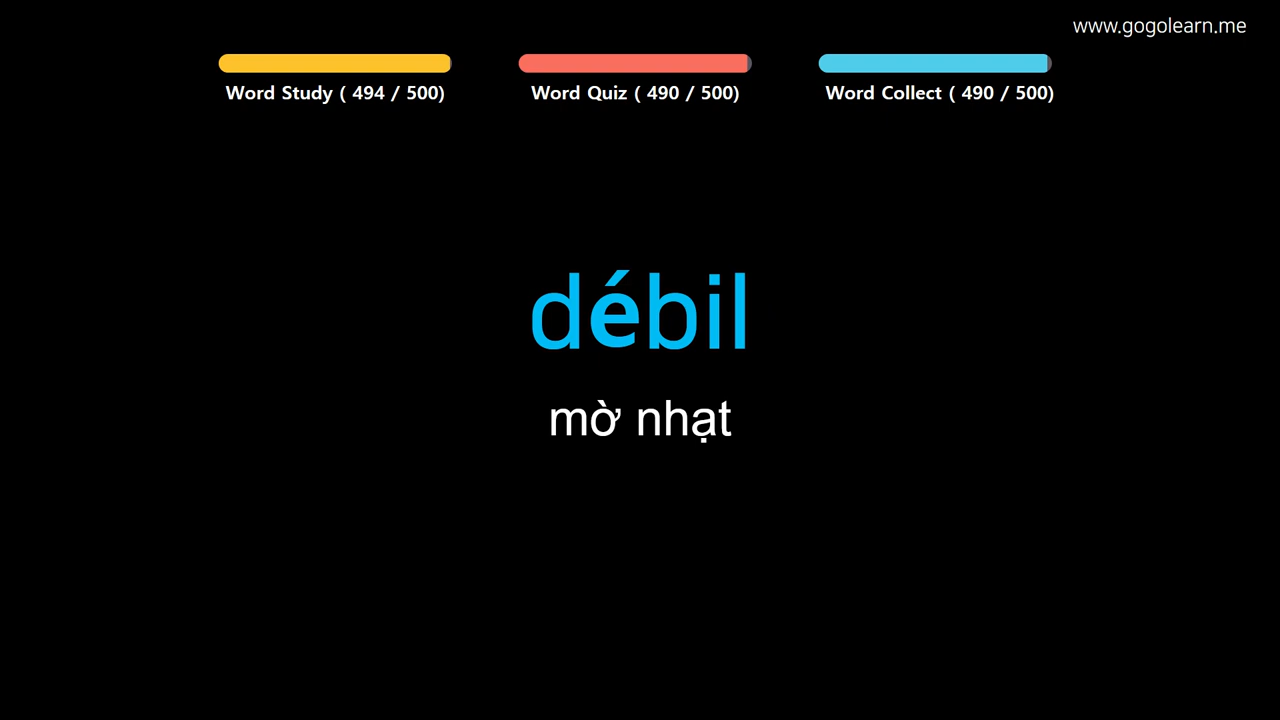 www.gogolearn.me
Word Study ( 494 / 500)
Word Quiz ( 490 / 500)
Word Collect ( 490 / 500)
débil
mờ nhạt